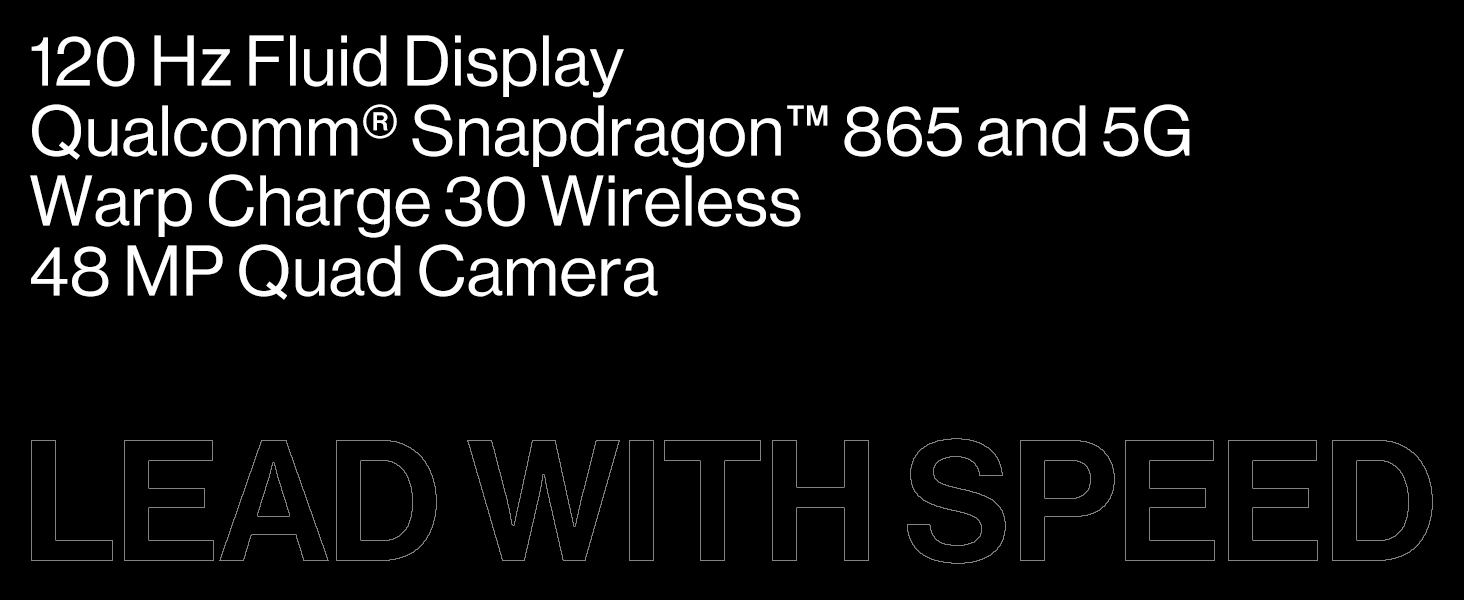 120 Hz Fluid Display
Qualcomm® Snapdragon™ 865 and 5G
Warp Charge 30 Wireless
48 MP Quad Camera
LEAD WITH SPEED